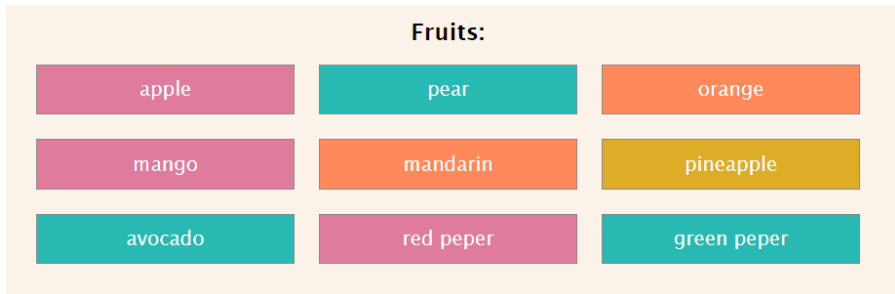 Fruits:
apple pear orange
mango mandarin pineapple
avocado red peper green peper